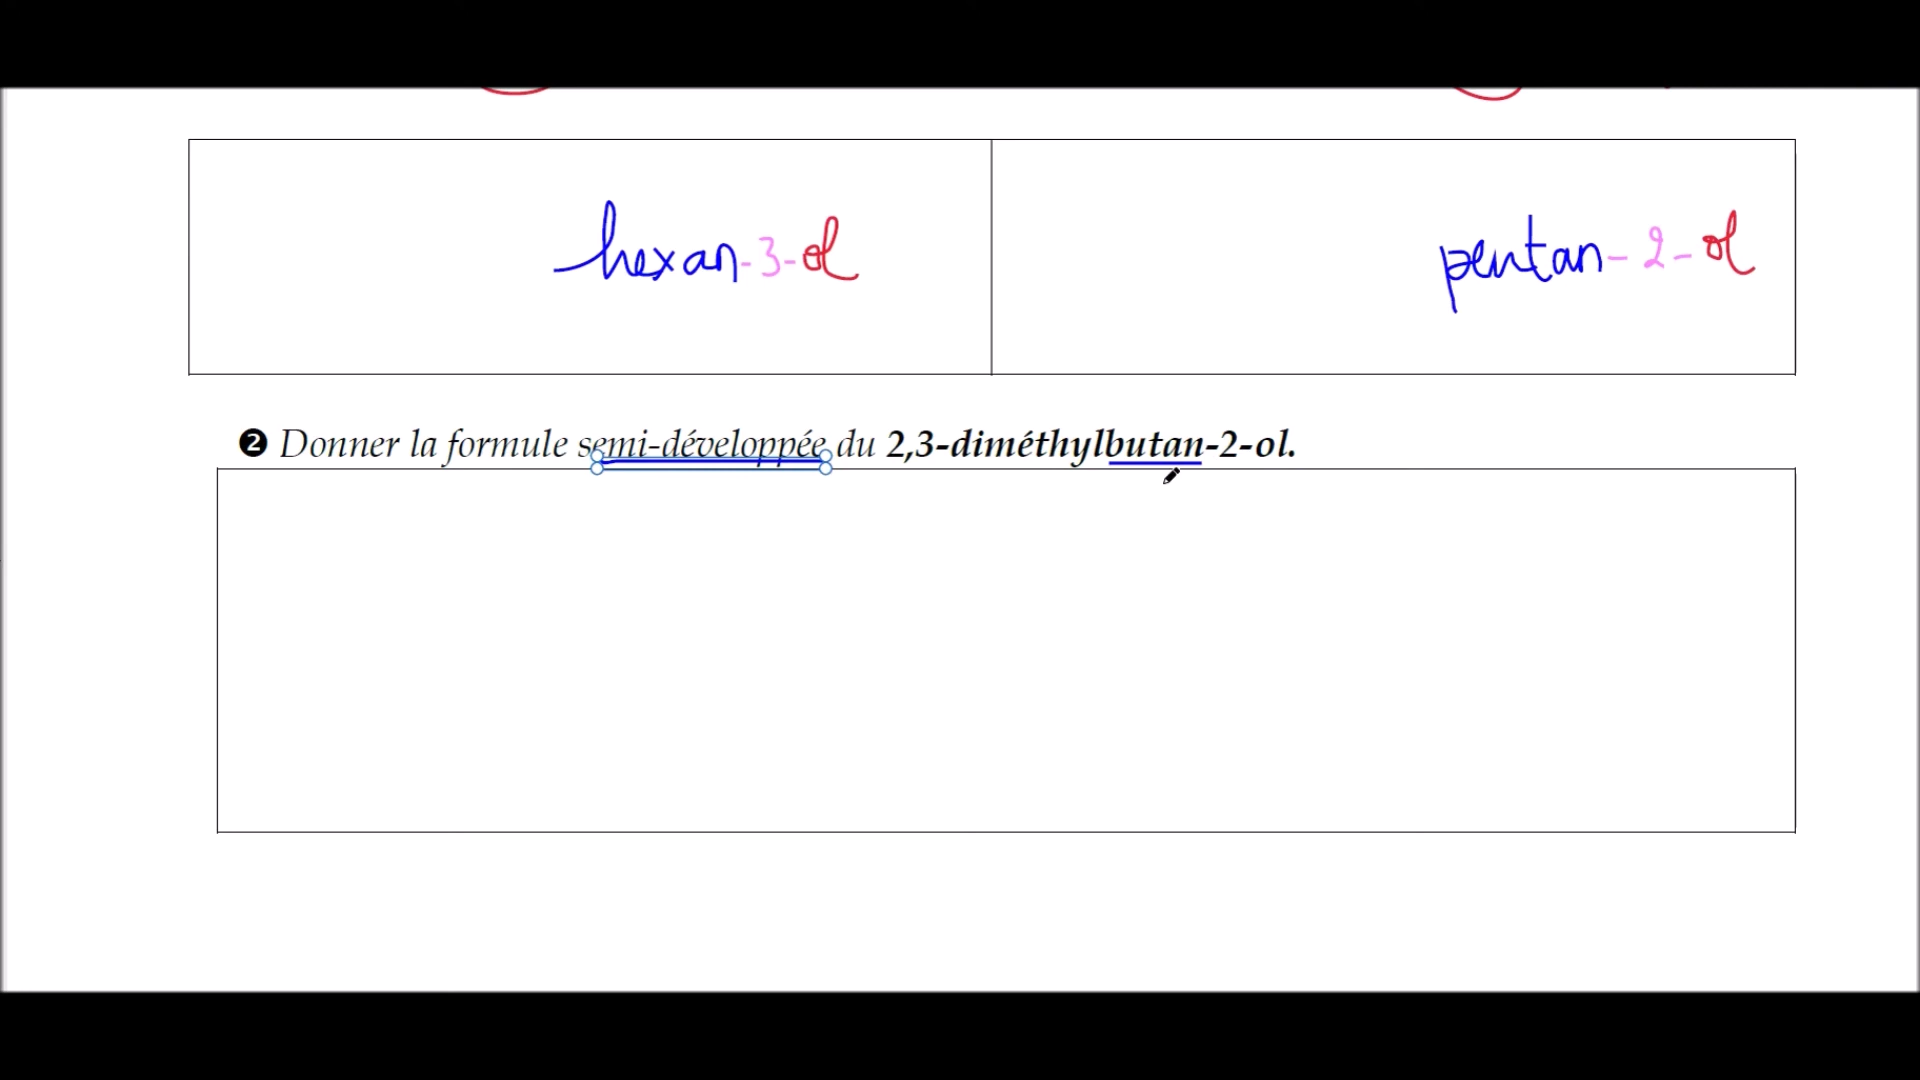 hexan-3-ol
pentan-2-ol
❷ Donner la formule semi-développée du 2,3-diméthylbutan-2-ol.